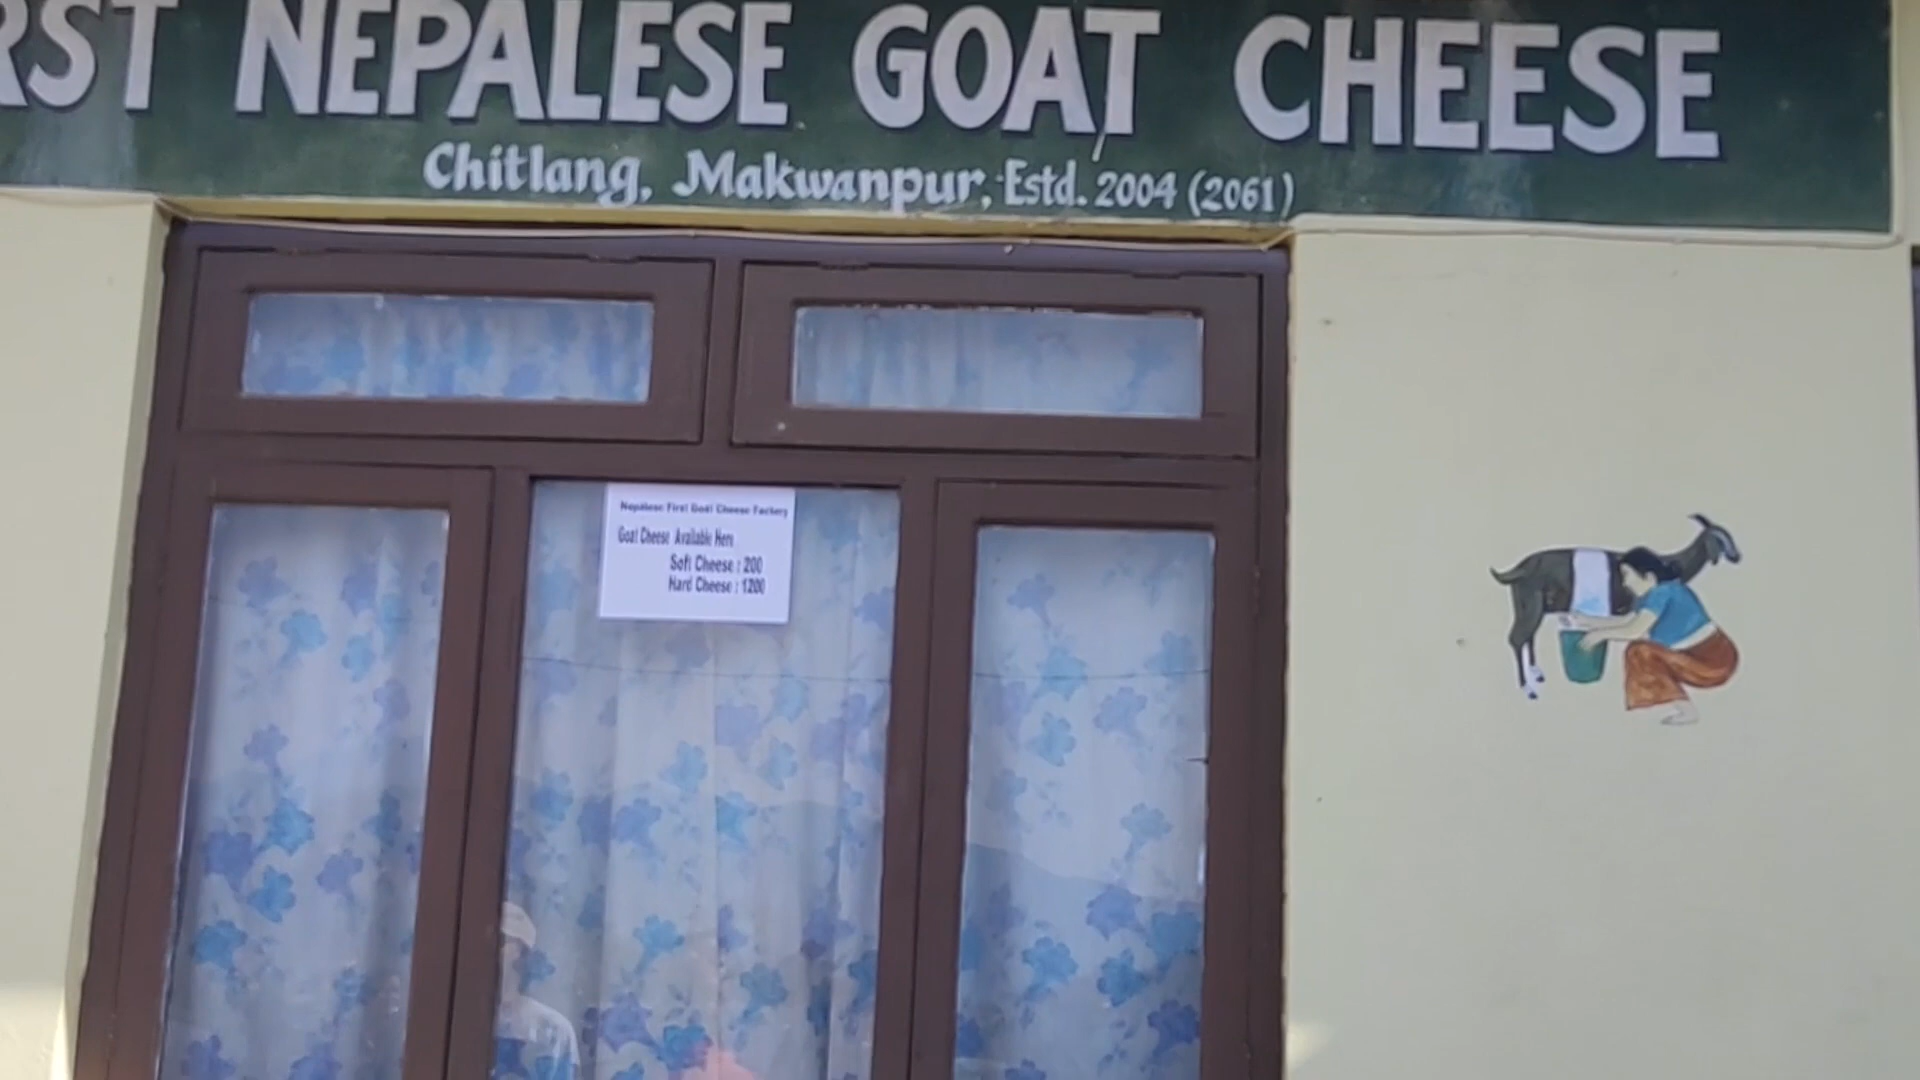 RST NEPALESE GOAT CHEESE
Chitlang, Makwanpur, Estd. 2004 (2061)
Nepalese First Goat Cheese Factory
Goat Cheese Available Here
Soft Cheese : 200
Hard Cheese : 1200